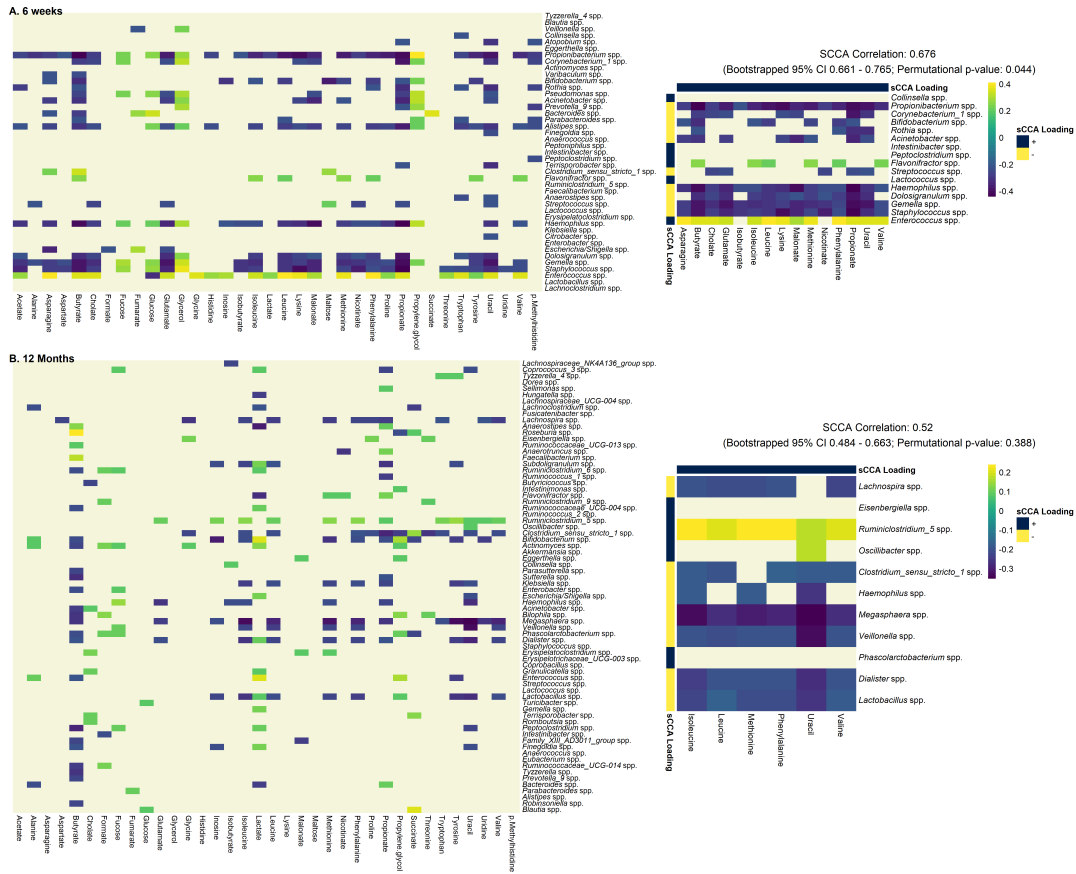 A. 6 weeks
Tyzzerella_4 spp.
Blautia spp.
Veillonella spp.
Collinsella spp.
Atopobium spp.
Eggerthella spp.
Propionibacterium spp.
Corynebacterium_1 spp.
Actinomyces spp.
Varibaculum spp.
Bifidobacterium spp.
Rothia spp.
Pseudomonas spp.
Acinetobacter spp.
Prevotella_9 spp.
Bacteroides spp.
Parabacteroides spp.
Alistipes spp.
Finegoldia spp.
Anaerococcus spp.
Peptoniphilus spp.
Intestinibacter spp.
Peptoclostridium spp.
Terrisporobacter spp.
Clostridium_sensu_stricto_1 spp.
Flavonifractor spp.
Ruminiclostridium_5 spp.
Faecalibacterium spp.
Anaerostipes spp.
Streptococcus spp.
Lactococcus spp.
Erysipelatoclostridium spp.
Haemophilus spp.
Klebsiella spp.
Citrobacter spp.
Enterobacter spp.
Escherichia/Shigella spp.
Dolosigranulum spp.
Gemella spp.
Staphylococcus spp.
Enterococcus spp.
Lactobacillus spp.
Lachnoclostridium spp.
Acetate
Alanine
Asparagine
Aspartate
Butyrate
Cholate
Formate
Fucose
Fumarate
Glucose
Glutamate
Glycerol
Glycine
Histidine
Inosine
Isobutyrate
Isoleucine
Lactate
Leucine
Lysine
Malonate
Maltose
Methionine
Nicotinate
Phenylalanine
Proline
Propionate
Propylene.glycol
Succinate
Threonine
Tryptophan
Tyrosine
Uracil
Uridine
Valine
p.Methylhistidine
SCCA Correlation: 0.676
(Bootstrapped 95% CI 0.661 - 0.765; Permutational p-value: 0.044)
sCCA Loading
Collinsella spp.
Propionibacterium spp.
Corynebacterium_1 spp.
Bifidobacterium spp.
Rothia spp.
Acinetobacter spp.
Intestinibacter spp.
Peptoclostridium spp.
Flavonifractor spp.
Streptococcus spp.
Lactococcus spp.
Haemophilus spp.
Dolosigranulum spp.
Gemella spp.
Staphylococcus spp.
Enterococcus spp.
sCCA Loading
Asparagine
Butyrate
Cholate
Glutamate
Isobutyrate
Isoleucine
Leucine
Lysine
Malonate
Methionine
Nicotinate
Phenylalanine
Propionate
Uracil
Valine
0.4
0.2
0
-0.2
-0.4
sCCA Loading
+
-
B. 12 Months
Lachnospiraceae_NK4A136_group spp.
Coprococcus_3 spp.
Tyzzerella_4 spp.
Dorea spp.
Sellimonas spp.
Hungatella spp.
Lachnospiraceae_UCG-004 spp.
Lachnoclostridium spp.
Fusicatenibacter spp.
Lachnospira spp.
Anaerostipes spp.
Roseburia spp.
Eisenbergiella spp.
Ruminococcaceae_UCG-013 spp.
Anaerotruncus spp.
Faecalibacterium spp.
Subdoligranulum spp.
Ruminiclostridium_6 spp.
Ruminococcus_1 spp.
Butyricicoccus spp.
Intestinimonas spp.
Flavonifractor spp.
Ruminiclostridium_9 spp.
Ruminococcaceae_UCG-004 spp.
Ruminococcus_2 spp.
Ruminiclostridium_5 spp.
Oscillibacter spp.
Clostridium_sensu_stricto_1 spp.
Bifidobacterium spp.
Actinomyces spp.
Akkermansia spp.
Eggerthella spp.
Collinsella spp.
Parasutterella spp.
Sutterella spp.
Klebsiella spp.
Enterobacter spp.
Escherichia/Shigella spp.
Haemophilus spp.
Acinetobacter spp.
Bilophila spp.
Megasphaera spp.
Veillonella spp.
Phascolarctobacterium spp.
Dialister spp.
Staphylococcus spp.
Erysipelatoclostridium spp.
Erysipelotrichaceae_UCG-003 spp.
Coprobacillus spp.
Granulicatella spp.
Enterococcus spp.
Streptococcus spp.
Lactococcus spp.
Lactobacillus spp.
Turicibacter spp.
Gemella spp.
Terrisporobacter spp.
Romboutsia spp.
Peptoclostridium spp.
Intestinibacter spp.
Family_XIII_AD3011_group spp.
Finegoldia spp.
Anaerococcus spp.
Eubacterium spp.
Ruminococcaceae_UCG-014 spp.
Tyzzerella spp.
Prevotella_9 spp.
Bacteroides spp.
Parabacteroides spp.
Alistipes spp.
Robinsoniella spp.
Blautia spp.
Acetate
Alanine
Asparagine
Aspartate
Butyrate
Cholate
Formate
Fucose
Fumarate
Glucose
Glutamate
Glycerol
Glycine
Histidine
Inosine
Isobutyrate
Isoleucine
Lactate
Leucine
Lysine
Malonate
Maltose
Methionine
Nicotinate
Phenylalanine
Proline
Propionate
Propylene.glycol
Succinate
Threonine
Tryptophan
Tyrosine
Uracil
Uridine
Valine
p.Methylhistidine
SCCA Correlation: 0.52
(Bootstrapped 95% CI 0.484 - 0.663; Permutational p-value: 0.388)
sCCA Loading
Lachnospira spp.
Eisenbergiella spp.
Ruminiclostridium_5 spp.
Oscillibacter spp.
Clostridium_sensu_stricto_1 spp.
Haemophilus spp.
Megasphaera spp.
Veillonella spp.
Phascolarctobacterium spp.
Dialister spp.
Lactobacillus spp.
sCCA Loading
Isoleucine
Leucine
Methionine
Phenylalanine
Uracil
Valine
0.2
0.1
0
-0.1
-0.2
-0.3
sCCA Loading
+
-